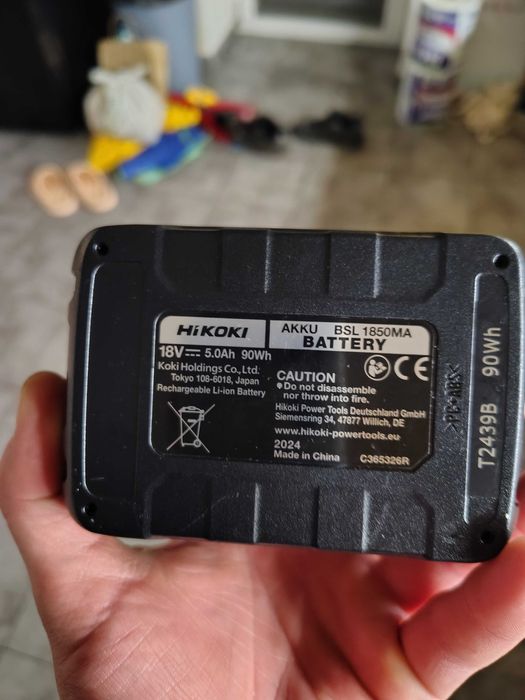 HiKOKI
AKKU BSL 1850MA
BATTERY
18V 5.0Ah 90Wh
Koki Holdings Co., Ltd.
Tokyo 108-6018, Japan
Rechargeable Li-ion Battery
CAUTION
● Do not disassemble
nor throw into fire.
Hikoki Power Tools Deutschland GmbH
Siemensring 34, 47877 Willich, DE
www.hikoki-powertools.eu
2024
Made in China
C365326R
CE
>PP+ABS<
T2439B 90Wh